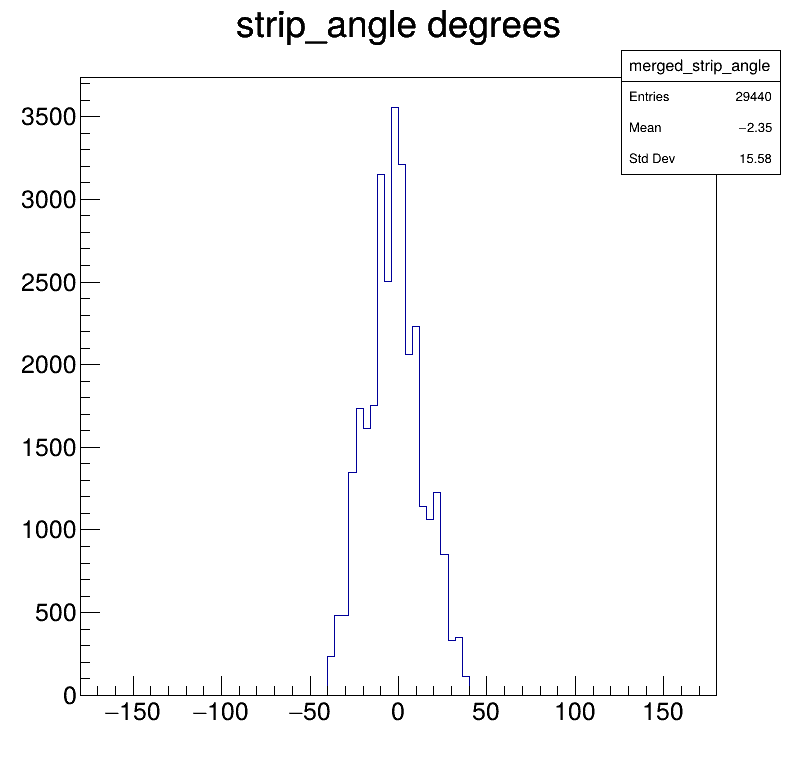 strip_angle degrees
merged_strip_angle
Entries 29440
Mean −2.35
Std Dev 15.58
3500
3000
2500
2000
1500
1000
500
0
−150 −100 −50 0 50 100 150